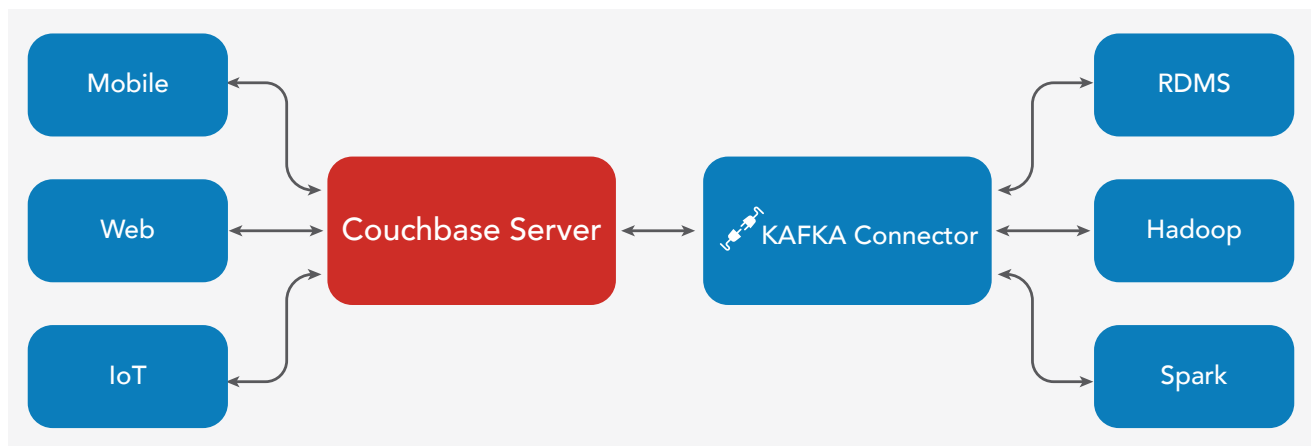 Mobile
Web
IoT
Couchbase Server
KAFKA Connector
RDMS
Hadoop
Spark